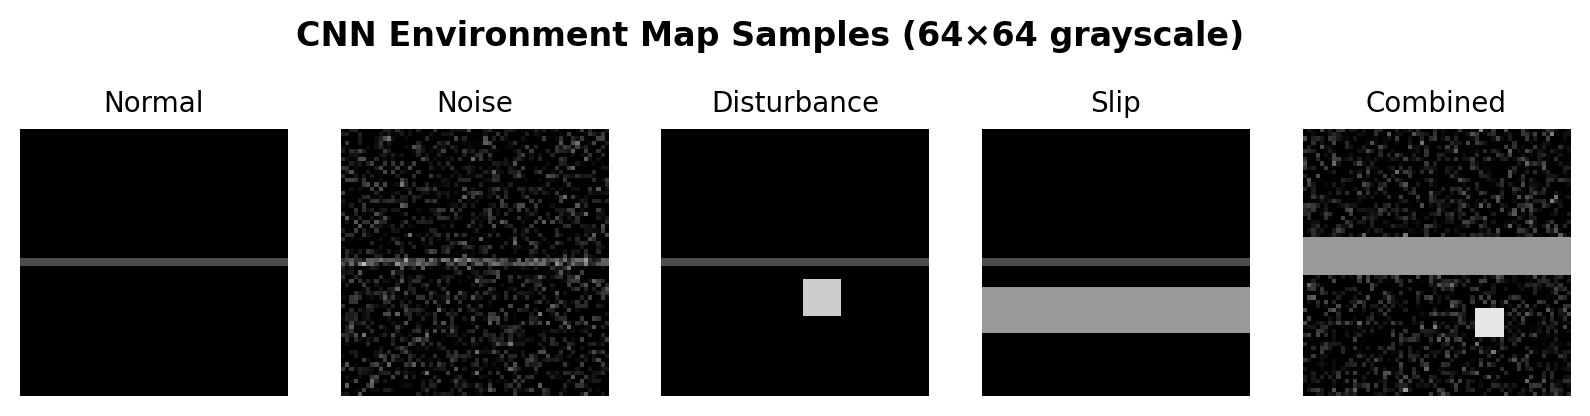 CNN Environment Map Samples (64×64 grayscale)
Normal
Noise
Disturbance
Slip
Combined